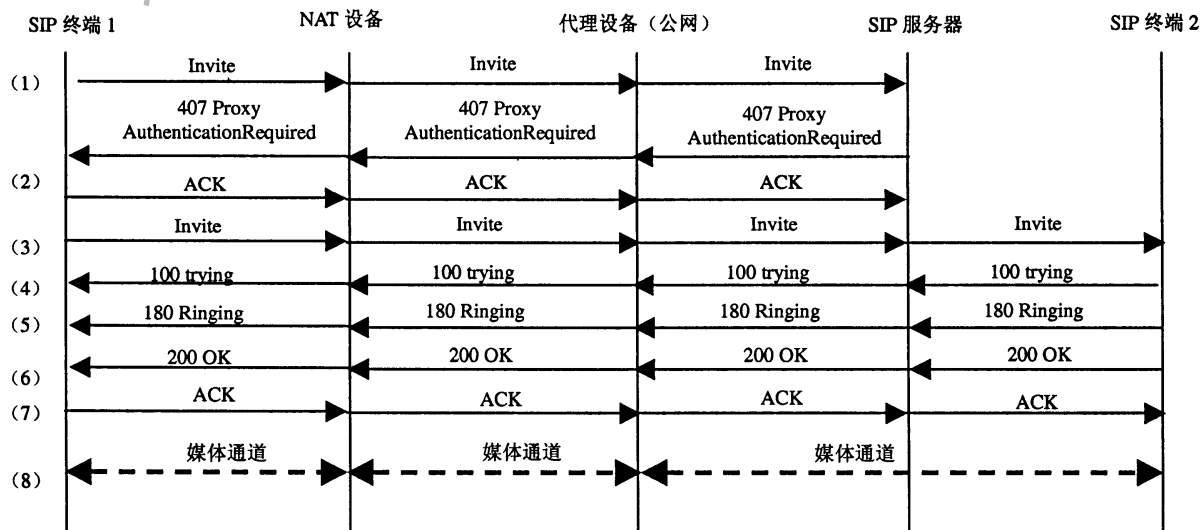 SIP 终端 1
NAT 设备
代理设备（公网）
SIP 服务器
SIP 终端 2
（1）
Invite
Invite
Invite
407 Proxy
AuthenticationRequired
407 Proxy
AuthenticationRequired
407 Proxy
AuthenticationRequired
（2）
ACK
ACK
ACK
（3）
Invite
Invite
Invite
Invite
（4）
100 trying
100 trying
100 trying
100 trying
（5）
180 Ringing
180 Ringing
180 Ringing
180 Ringing
（6）
200 OK
200 OK
200 OK
200 OK
（7）
ACK
ACK
ACK
ACK
（8）
媒体通道
媒体通道
媒体通道